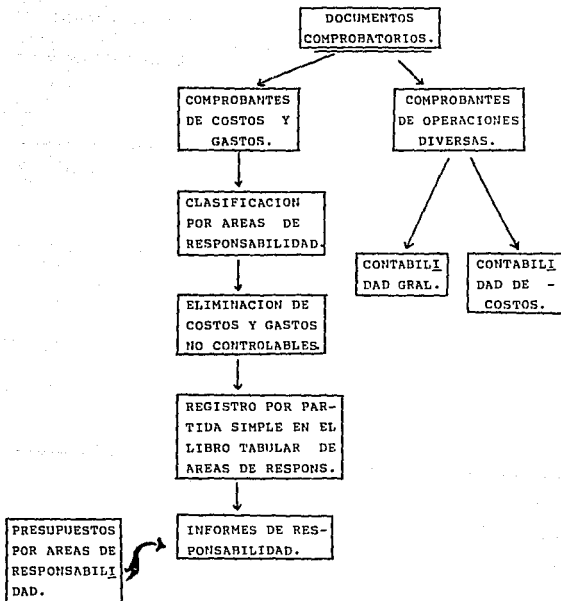 DOCUMENTOS
COMPROBATORIOS.
COMPROBANTES
DE COSTOS Y
GASTOS.
COMPROBANTES
DE OPERACIONES
DIVERSAS.
CLASIFICACION
POR AREAS DE
RESPONSABILIDAD.
CONTABILI
DAD GRAL.
CONTABILI
DAD DE -
COSTOS.
ELIMINACION DE
COSTOS Y GASTOS
NO CONTROLABLES
REGISTRO POR PAR-
TIDA SIMPLE EN EL
LIBRO TABULAR DE
AREAS DE RESPONS.
PRESUPUESTOS
POR AREAS DE
RESPONSABILI
DAD.
INFORMES DE RES-
PONSABILIDAD.